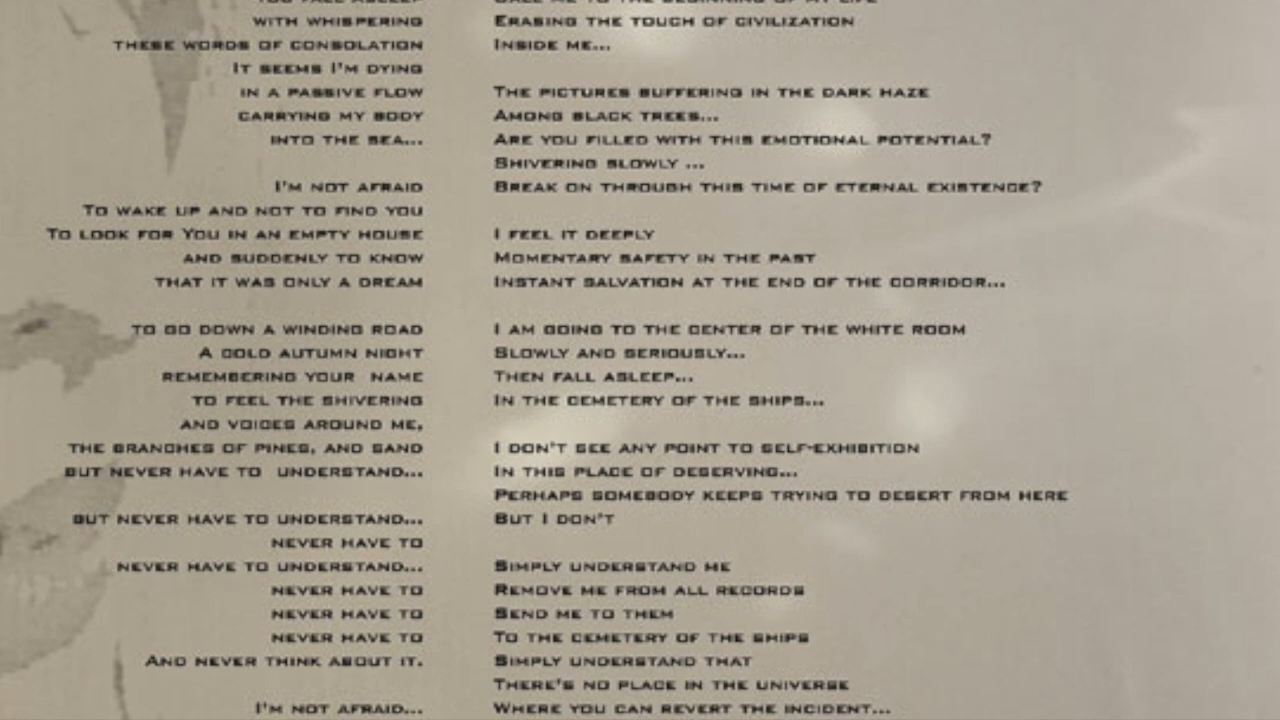 YOU FALL ASLEEP
WITH WHISPERING
THESE WORDS OF CONSOLATION
IT SEEMS I'M DYING
IN A PASSIVE FLOW
CARRYING MY BODY
INTO THE SEA...
I'M NOT AFRAID
TO WAKE UP AND NOT TO FIND YOU
TO LOOK FOR YOU IN AN EMPTY HOUSE
AND SUDDENLY TO KNOW
THAT IT WAS ONLY A DREAM
TO GO DOWN A WINDING ROAD
A COLD AUTUMN NIGHT
REMEMBERING YOUR NAME
TO FEEL THE SHIVERING
AND VOICES AROUND ME,
THE BRANCHES OF PINES, AND SAND
BUT NEVER HAVE TO UNDERSTAND...
BUT NEVER HAVE TO UNDERSTAND...
NEVER HAVE TO
NEVER HAVE TO UNDERSTAND...
NEVER HAVE TO
NEVER HAVE TO
NEVER HAVE TO
AND NEVER THINK ABOUT IT.
I'M NOT AFRAID...
CALL ME TO THE BEGINNING OF MY LIFE
ERASING THE TOUCH OF CIVILIZATION
INSIDE ME...
THE PICTURES SUFFERING IN THE DARK HAZE
AMONG BLACK TREES...
ARE YOU FILLED WITH THIS EMOTIONAL POTENTIAL?
SHIVERING SLOWLY ...
BREAK ON THROUGH THIS TIME OF ETERNAL EXISTENCE?
I FEEL IT DEEPLY
MOMENTARY SAFETY IN THE PAST
INSTANT SALVATION AT THE END OF THE CORRIDOR...
I AM GOING TO THE CENTER OF THE WHITE ROOM
SLOWLY AND SERIOUSLY...
THEN FALL ASLEEP...
IN THE CEMETERY OF THE SHIPS...
I DON'T SEE ANY POINT TO SELF-EXHIBITION
IN THIS PLACE OF DESERVING...
PERHAPS SOMEBODY KEEPS TRYING TO DESERT FROM HERE
BUT I DON'T
SIMPLY UNDERSTAND ME
REMOVE ME FROM ALL RECORDS
SEND ME TO THEM
TO THE CEMETERY OF THE SHIPS
SIMPLY UNDERSTAND THAT
THERE'S NO PLACE IN THE UNIVERSE
WHERE YOU CAN REVERT THE INCIDENT...